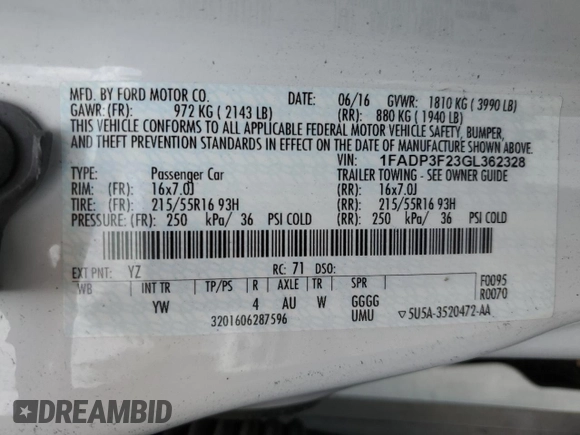 MFD. BY FORD MOTOR CO. DATE: 06/16 GVWR: 1810 KG ( 3990 LB)
GAWR: (FR): 972 KG ( 2143 LB) (RR): 880 KG ( 1940 LB)
THIS VEHICLE CONFORMS TO ALL APPLICABLE FEDERAL MOTOR VEHICLE SAFETY, BUMPER,
AND THEFT PREVENTION STANDARDS IN EFFECT ON THE DATE OF MANUFACTURE SHOWN ABOVE.
VIN: 1FADP3F23GL362328
TYPE: Passenger Car TRAILER TOWING - SEE OWNER GUIDE
RIM: (FR): 16x7.0J (RR): 16x7.0J
TIRE: (FR): 215/55R16 93H (RR): 215/55R16 93H
PRESSURE: (FR): 250 kPa/ 36 PSI COLD (RR): 250 kPa/ 36 PSI COLD
EXT PNT: YZ RC: 71 DSO:
WB INT TR TP/PS R AXLE TR SPR F0095
YW 4 AU W GGGG R0070
3201606287596 UMU ▽5U5A-3520472-AA
DREAMBID